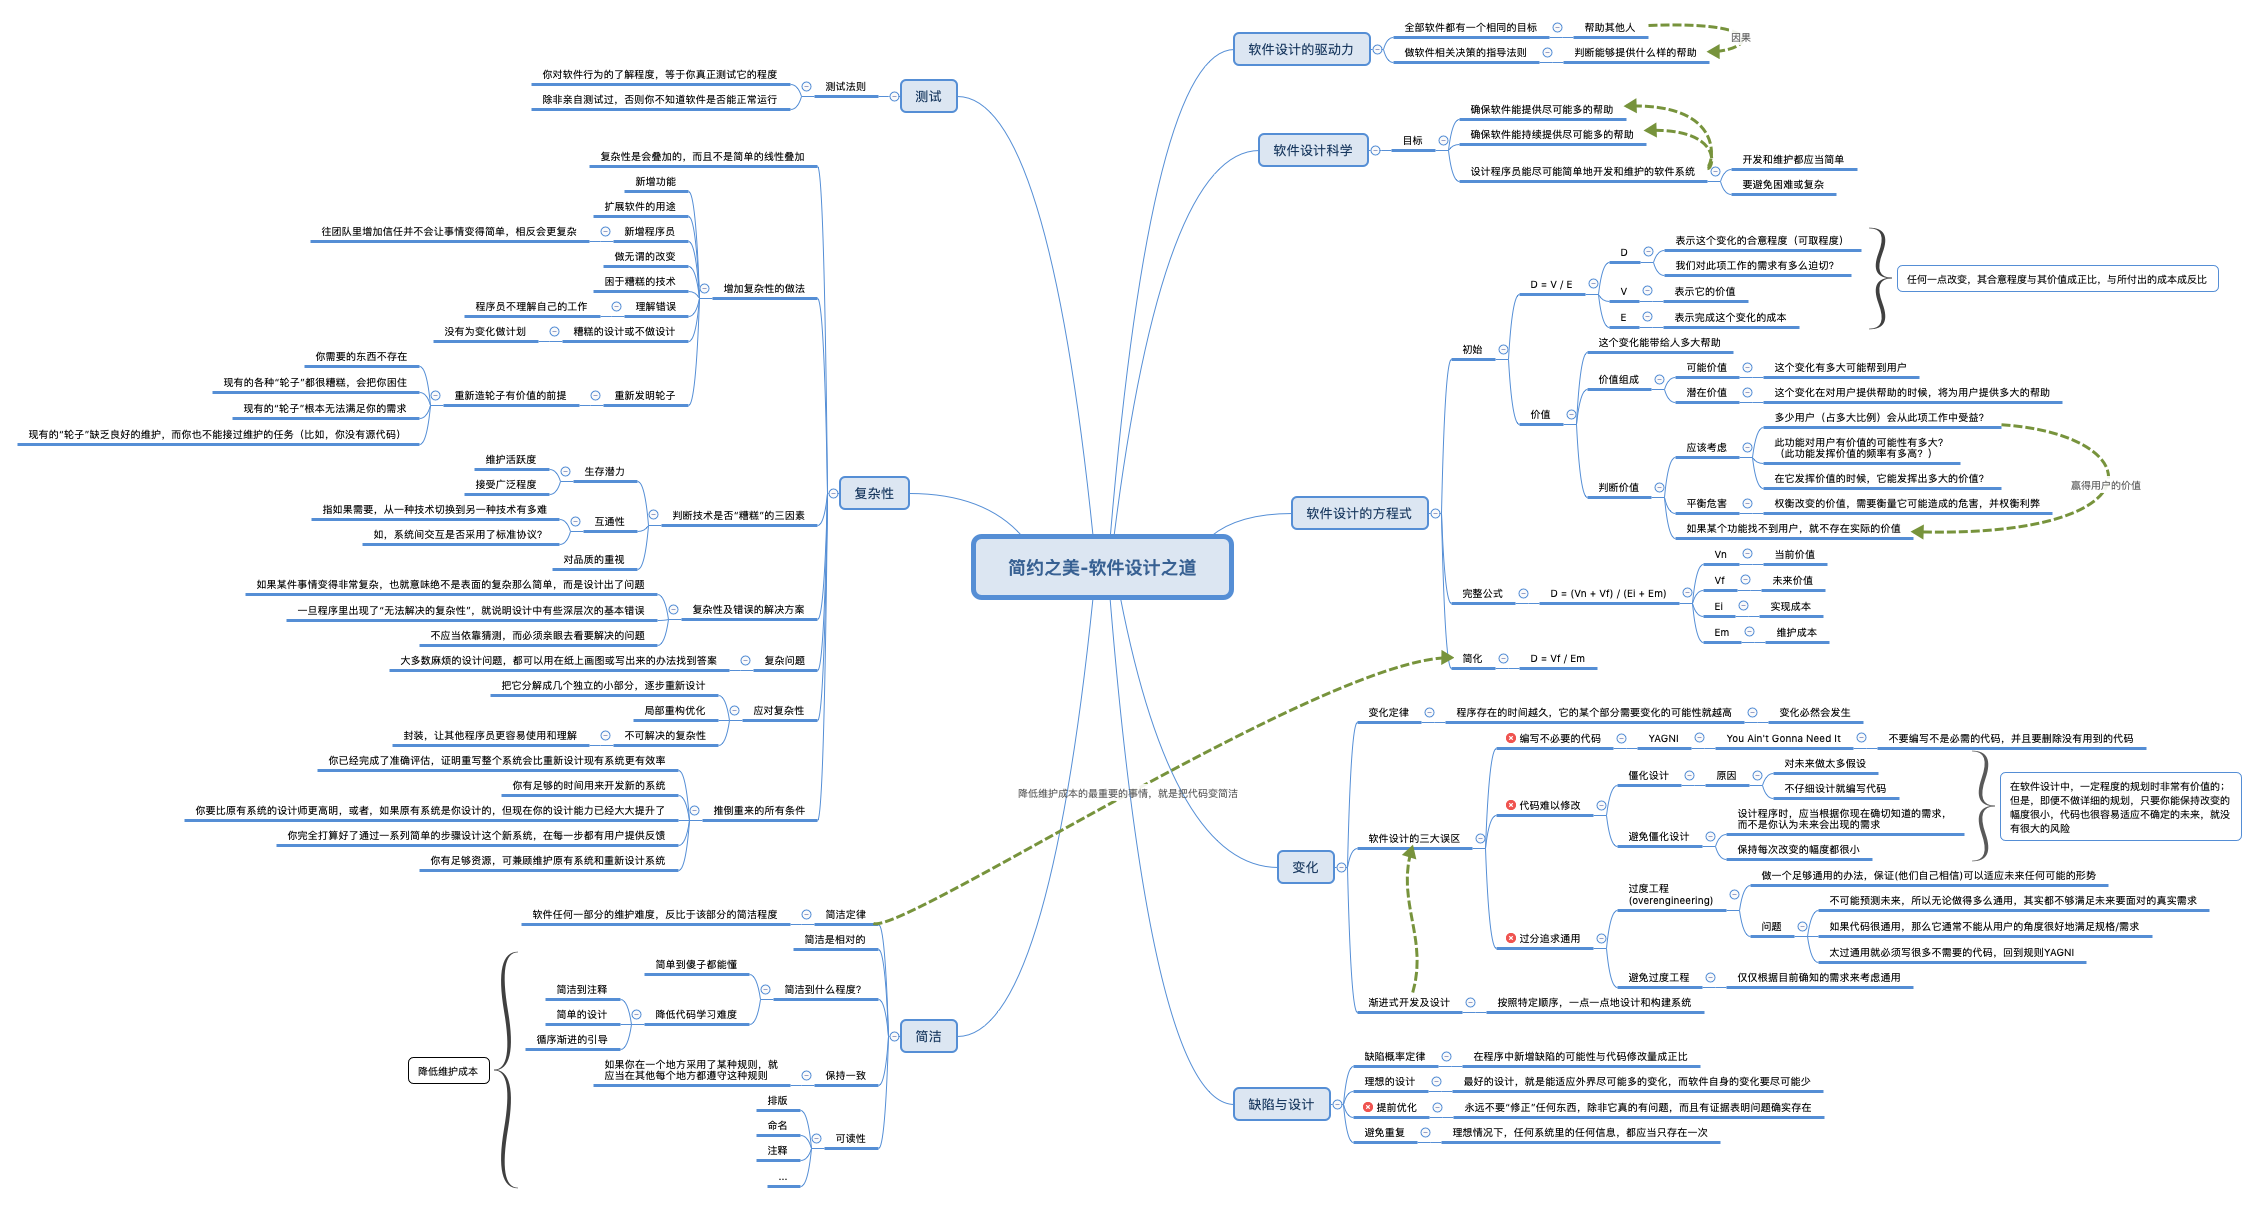 简约之美-软件设计之道
软件设计的驱动力
全部软件都有一个相同的目标
帮助其他人
做软件相关决策的指导法则
判断能够提供什么样的帮助
因果
软件设计科学
目标
确保软件能提供尽可能多的帮助
确保软件能持续提供尽可能多的帮助
设计程序员能尽可能简单地开发和维护的软件系统
开发和维护都应当简单
要避免困难或复杂
软件设计的方程式
初始
D = V / E
D
表示这个变化的合意程度（可取程度）
我们对此项工作的需求有多么迫切？
V
表示它的价值
E
表示完成这个变化的成本
任何一点改变，其合意程度与其价值成正比，与所付出的成本成反比
价值
这个变化能带给人多大帮助
价值组成
可能价值
这个变化有多大可能帮到用户
潜在价值
这个变化在对用户提供帮助的时候，将为用户提供多大的帮助
判断价值
应该考虑
多少用户（占多大比例）会从此项工作中受益？
此功能对用户有价值的可能性有多大？
（此功能发挥价值的频率有多高？）
在它发挥价值的时候，它能发挥出多大的价值？
平衡危害
权衡改变的价值，需要衡量它可能造成的危害，并权衡利弊
如果某个功能找不到用户，就不存在实际的价值
赢得用户的价值
完整公式
D = (Vn + Vf) / (Ei + Em)
Vn
当前价值
Vf
未来价值
Ei
实现成本
Em
维护成本
简化
D = Vf / Em
变化
变化定律
程序存在的时间越久，它的某个部分需要变化的可能性就越高
变化必然会发生
软件设计的三大误区
编写不必要的代码
YAGNI
You Ain't Gonna Need It
不要编写不是必需的代码，并且要删除没有用到的代码
代码难以修改
僵化设计
原因
对未来做太多假设
不仔细设计就编写代码
避免僵化设计
设计程序时，应当根据你现在确切知道的需求，
而不是你认为未来会出现的需求
保持每次改变的幅度都很小
在软件设计中，一定程度的规划时非常有价值的；
但是，即便不做详细的规划，只要你能保持改变的
幅度很小，代码也很容易适应不确定的未来，就没
有很大的风险
过分追求通用
过度工程
(overengineering)
做一个足够通用的办法，保证(他们自己相信)可以适应未来任何可能的形势
问题
不可能预测未来，所以无论做得多么通用，其实都不够满足未来要面对的真实需求
如果代码很通用，那么它通常不能从用户的角度很好地满足规格/需求
太过通用就必须写很多不需要的代码，回到规则YAGNI
避免过度工程
仅仅根据目前确知的需求来考虑通用
渐进式开发及设计
按照特定顺序，一点一点地设计和构建系统
缺陷与设计
缺陷概率定律
在程序中新增缺陷的可能性与代码修改量成正比
理想的设计
最好的设计，就是能适应外界尽可能多的变化，而软件自身的变化要尽可能少
提前优化
永远不要“修正”任何东西，除非它真的有问题，而且有证据表明问题确实存在
避免重复
理想情况下，任何系统里的任何信息，都应当只存在一次
测试
测试法则
你对软件行为的了解程度，等于你真正测试它的程度
除非亲自测试过，否则你不知道软件是否能正常运行
复杂性
复杂性是会叠加的，而且不是简单的线性叠加
增加复杂性的做法
新增功能
扩展软件的用途
新增程序员
往团队里增加信任并不会让事情变得简单，相反会更复杂
做无谓的改变
困于糟糕的技术
理解错误
程序员不理解自己的工作
糟糕的设计或不做设计
没有为变化做计划
重新发明轮子
重新造轮子有价值的前提
你需要的东西不存在
现有的各种“轮子”都很糟糕，会把你困住
现有的“轮子”根本无法满足你的需求
现有的“轮子”缺乏良好的维护，而你也不能接过维护的任务（比如，你没有源代码）
判断技术是否“糟糕”的三因素
生存潜力
维护活跃度
接受广泛程度
互通性
指如果需要，从一种技术切换到另一种技术有多难
如，系统间交互是否采用了标准协议？
对品质的重视
复杂性及错误的解决方案
如果某件事情变得非常复杂，也就意味绝不是表面的复杂那么简单，而是设计出了问题
一旦程序里出现了“无法解决的复杂性”，就说明设计中有些深层次的基本错误
不应当依靠猜测，而必须亲眼去看要解决的问题
复杂问题
大多数麻烦的设计问题，都可以用在纸上画图或写出来的办法找到答案
应对复杂性
把它分解成几个独立的小部分，逐步重新设计
局部重构优化
不可解决的复杂性
封装，让其他程序员更容易使用和理解
推倒重来的所有条件
你已经完成了准确评估，证明重写整个系统会比重新设计现有系统更有效率
你有足够的时间用来开发新的系统
你要比原有系统的设计师更高明，或者，如果原有系统是你设计的，但现在你的设计能力已经大大提升了
你完全打算好了通过一系列简单的步骤设计这个新系统，在每一步都有用户提供反馈
你有足够资源，可兼顾维护原有系统和重新设计系统
降低维护成本的最重要的事情，就是把代码变简洁
简洁
简洁定律
软件任何一部分的维护难度，反比于该部分的简洁程度
简洁是相对的
简洁到什么程度？
简单到傻子都能懂
降低代码学习难度
简洁到注释
简单的设计
循序渐进的引导
保持一致
如果你在一个地方采用了某种规则，就
应当在其他每个地方都遵守这种规则
可读性
排版
命名
注释
...
降低维护成本